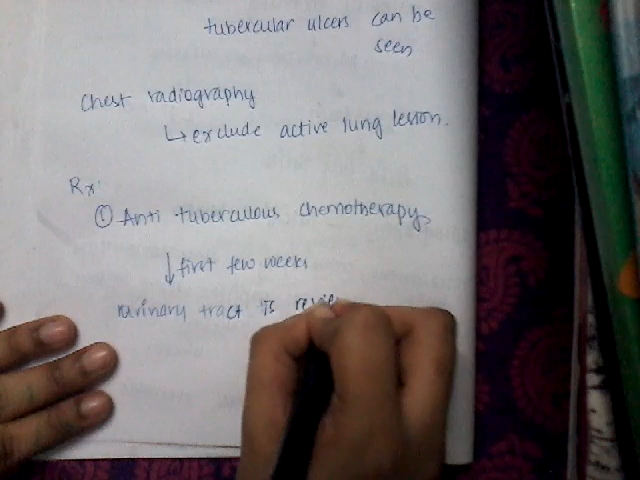 tubercular ulcers can be
seen
Chest radiography
↳ exclude active lung lesion.
Rx:
① Anti tuberculous chemotherapy
↓ first few weeks
urinary tract is